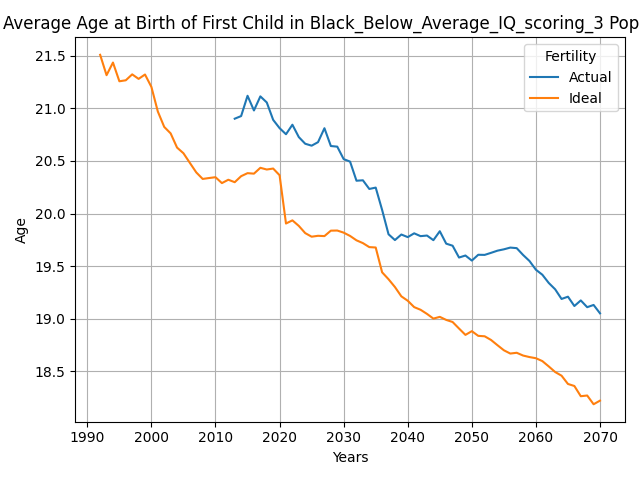 Average Age at Birth of First Child in Black_Below_Average_IQ_scoring_3 Pop
Fertility
Actual
Ideal
21.5
21.0
20.5
20.0
19.5
19.0
18.5
Age
1990 2000 2010 2020 2030 2040 2050 2060 2070
Years